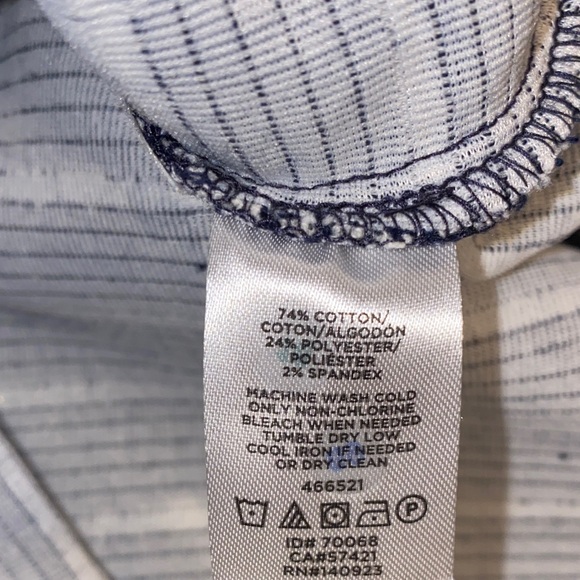 74% COTTON/
COTON/ALGODÓN
24% POLYESTER/
POLIÉSTER
2% SPANDEX
MACHINE WASH COLD
ONLY NON-CHLORINE
BLEACH WHEN NEEDED
TUMBLE DRY LOW
COOL IRON IF NEEDED
OR DRY CLEAN
466521
P
ID# 70068
CA#57421
RN#140923